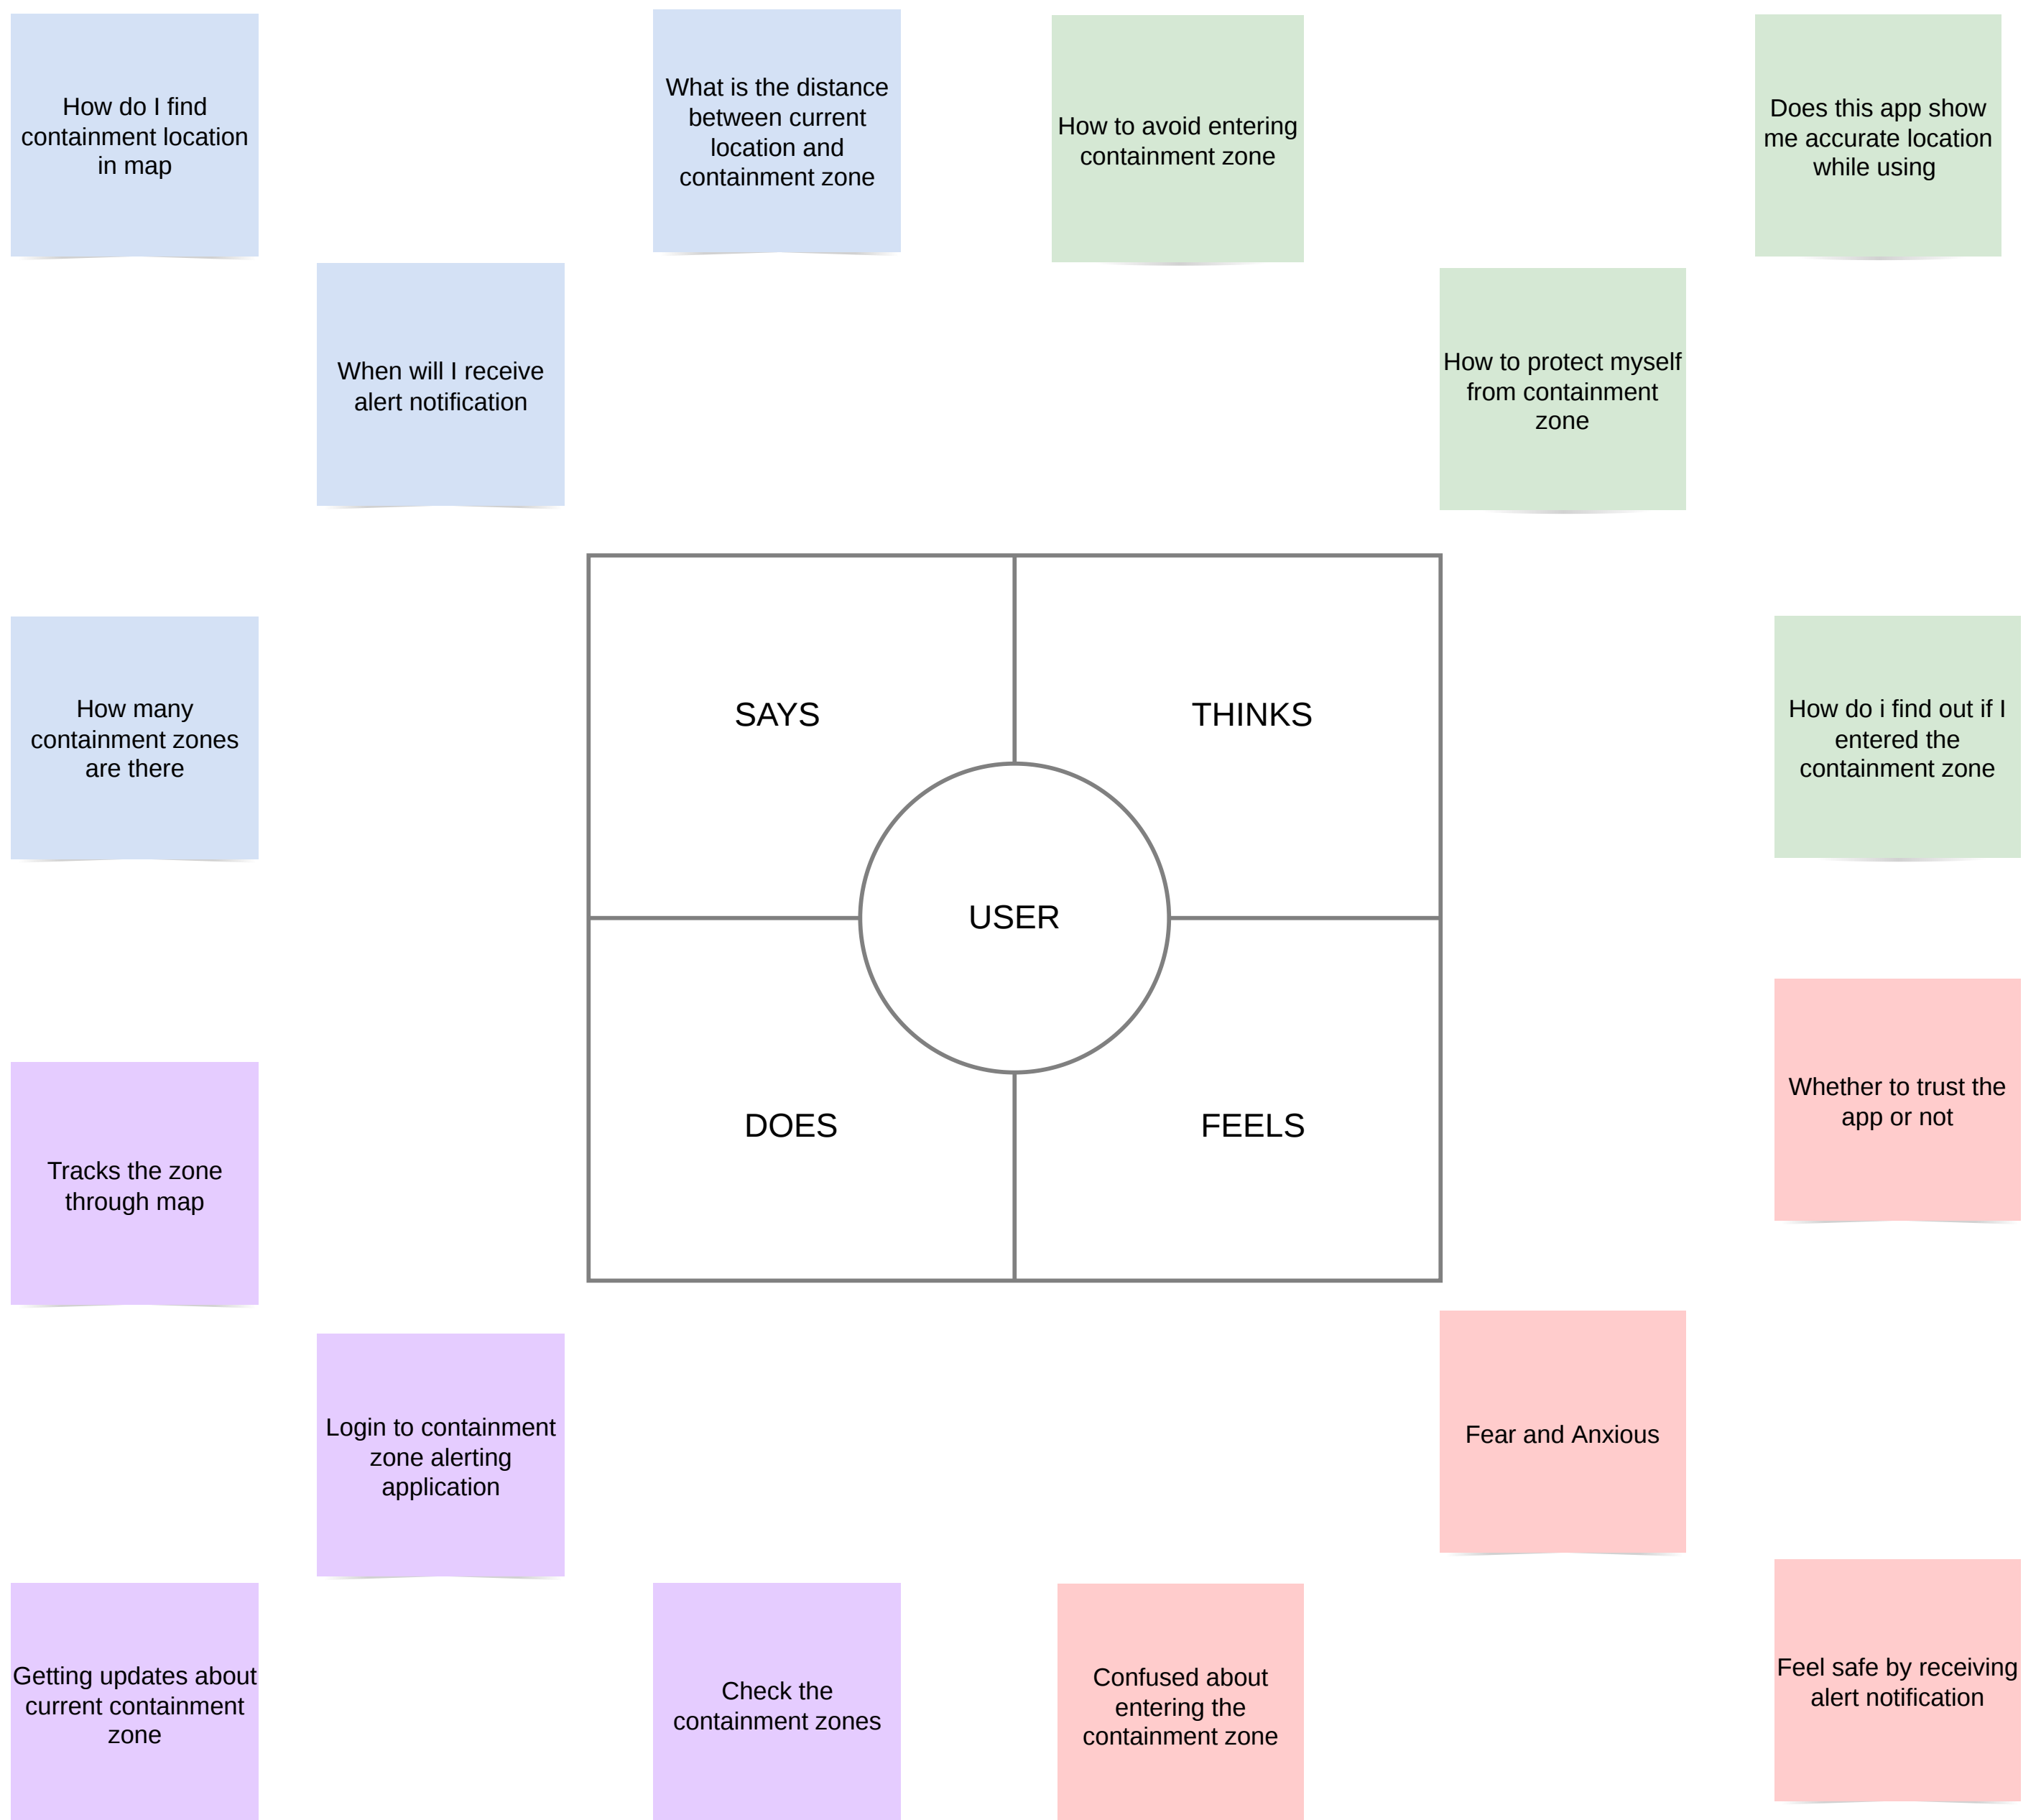 How do I find
containment location
in map
What is the distance
between current
location and
containment zone
How to avoid entering
containment zone
Does this app show
me accurate location
while using
When will I receive
alert notification
How to protect myself
from containment
zone
How many
containment zones
are there
SAYS
THINKS
How do i find out if I
entered the
containment zone
USER
Tracks the zone
through map
DOES
FEELS
Whether to trust the
app or not
Login to containment
zone alerting
application
Fear and Anxious
Getting updates about
current containment
zone
Check the
containment zones
Confused about
entering the
containment zone
Feel safe by receiving
alert notification